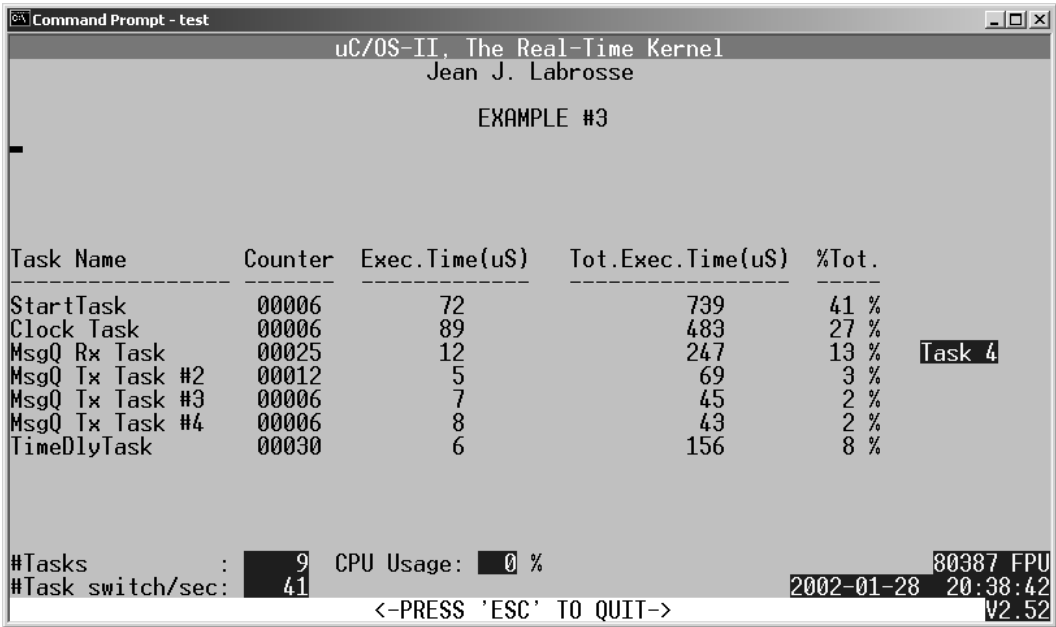 Command Prompt - test
uC/OS-II, The Real-Time Kernel
Jean J. Labrosse
EXAMPLE #3
Task Name Counter Exec.Time(uS) Tot.Exec.Time(uS) %Tot.
----------------- ------- ------------- ----------------- -----
StartTask 00006 72 739 41 %
Clock Task 00006 89 483 27 %
MsgQ Rx Task 00025 12 247 13 % Task 4
MsgQ Tx Task #2 00012 5 69 3 %
MsgQ Tx Task #3 00006 7 45 2 %
MsgQ Tx Task #4 00006 8 43 2 %
TimeDlyTask 00030 6 156 8 %
#Tasks : 9 CPU Usage: 0 % 80387 FPU
#Task switch/sec: 41 2002-01-28 20:38:42
<-PRESS 'ESC' TO QUIT-> V2.52